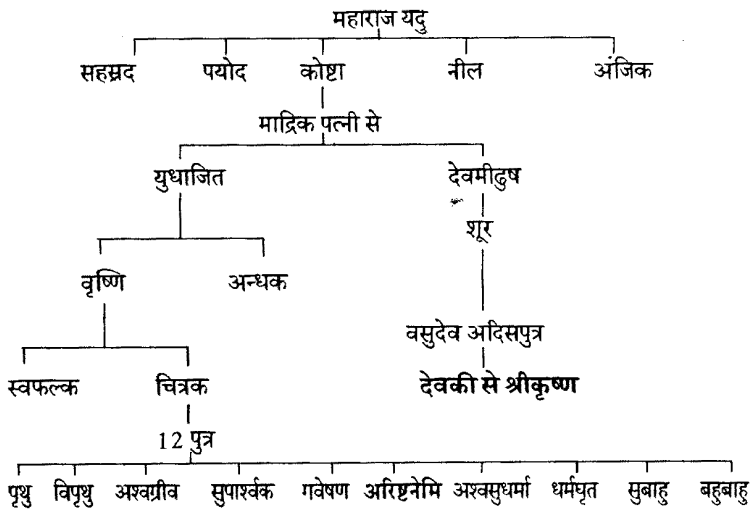 महाराज यदु
सहम्रद पयोद कोष्टा नील अंजिक
माद्रिक पत्नी से
युधाजित देवमीढुष
शूर
वृष्णि अन्धक
वसुदेव अदिसपुत्र
स्वफल्क चित्रक देवकी से श्रीकृष्ण
12 पुत्र
पृथु विपृथु अश्वग्रीव सुपार्श्वक गवेषण अरिष्टनेमि अश्वसुधर्मा धर्मधृत सुबाहु बहुबाहु